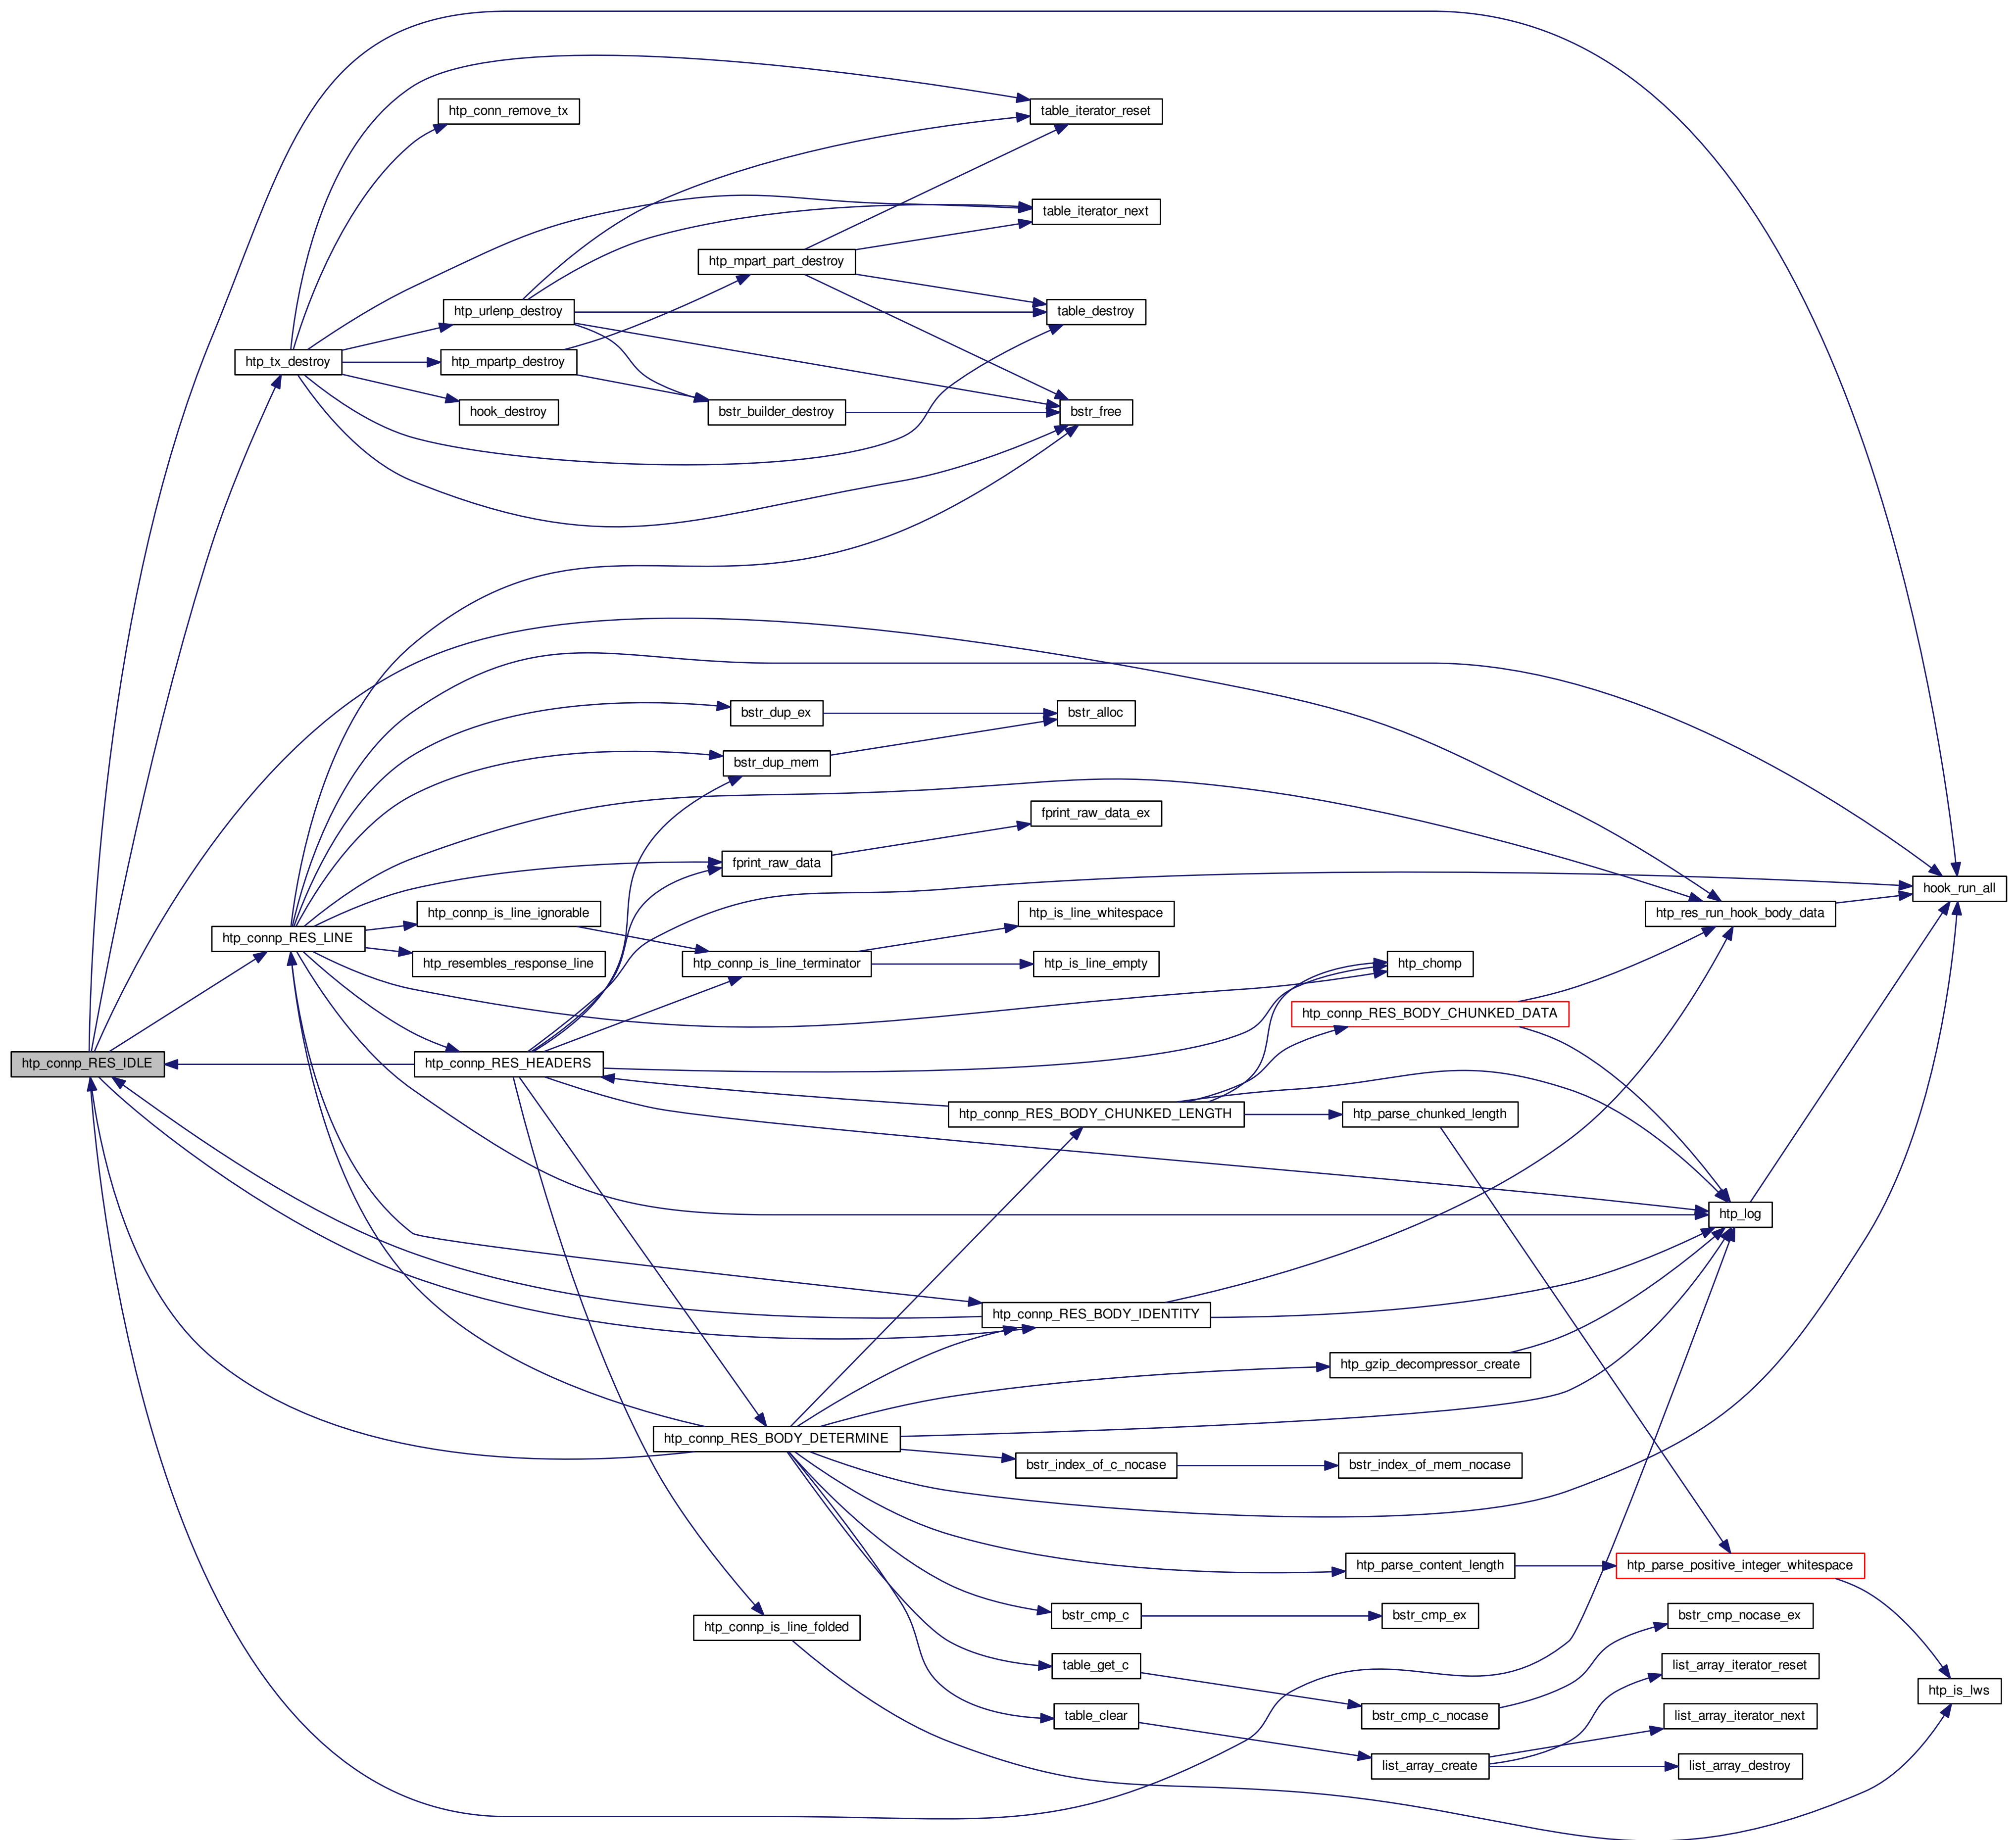 htp_conn_remove_tx
table_iterator_reset
table_iterator_next
htp_mpart_part_destroy
htp_urlenp_destroy
table_destroy
htp_tx_destroy
htp_mpartp_destroy
hook_destroy
bstr_builder_destroy
bstr_free
bstr_dup_ex
bstr_alloc
bstr_dup_mem
fprint_raw_data_ex
fprint_raw_data
hook_run_all
htp_connp_is_line_ignorable
htp_is_line_whitespace
htp_res_run_hook_body_data
htp_connp_RES_LINE
htp_resembles_response_line
htp_connp_is_line_terminator
htp_is_line_empty
htp_chomp
htp_connp_RES_BODY_CHUNKED_DATA
htp_connp_RES_IDLE
htp_connp_RES_HEADERS
htp_connp_RES_BODY_CHUNKED_LENGTH
htp_parse_chunked_length
htp_log
htp_connp_RES_BODY_IDENTITY
htp_gzip_decompressor_create
htp_connp_RES_BODY_DETERMINE
bstr_index_of_c_nocase
bstr_index_of_mem_nocase
htp_parse_content_length
htp_parse_positive_integer_whitespace
htp_connp_is_line_folded
bstr_cmp_c
bstr_cmp_ex
bstr_cmp_nocase_ex
table_get_c
list_array_iterator_reset
htp_is_lws
table_clear
bstr_cmp_c_nocase
list_array_iterator_next
list_array_create
list_array_destroy